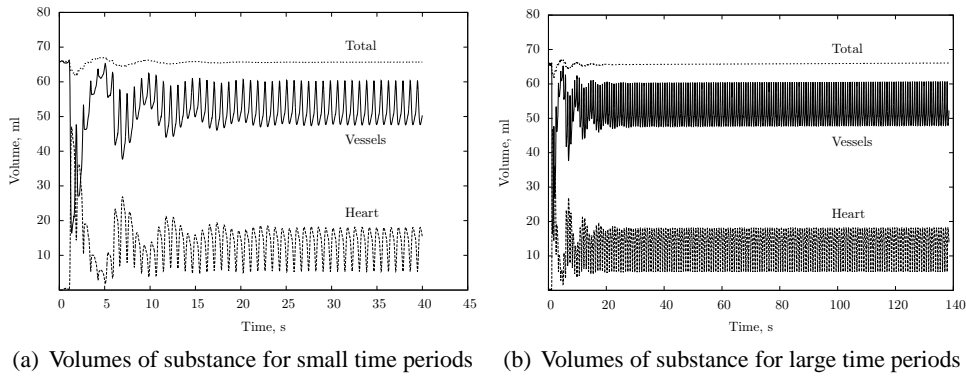 80
70
60
50
40
30
20
10
Volume, ml
Total
Vessels
Heart
0 5 10 15 20 25 30 35 40 45
Time, s
(a) Volumes of substance for small time periods
80
70
60
50
40
30
20
10
Volume, ml
Total
Vessels
Heart
0 20 40 60 80 100 120 140
Time, s
(b) Volumes of substance for large time periods